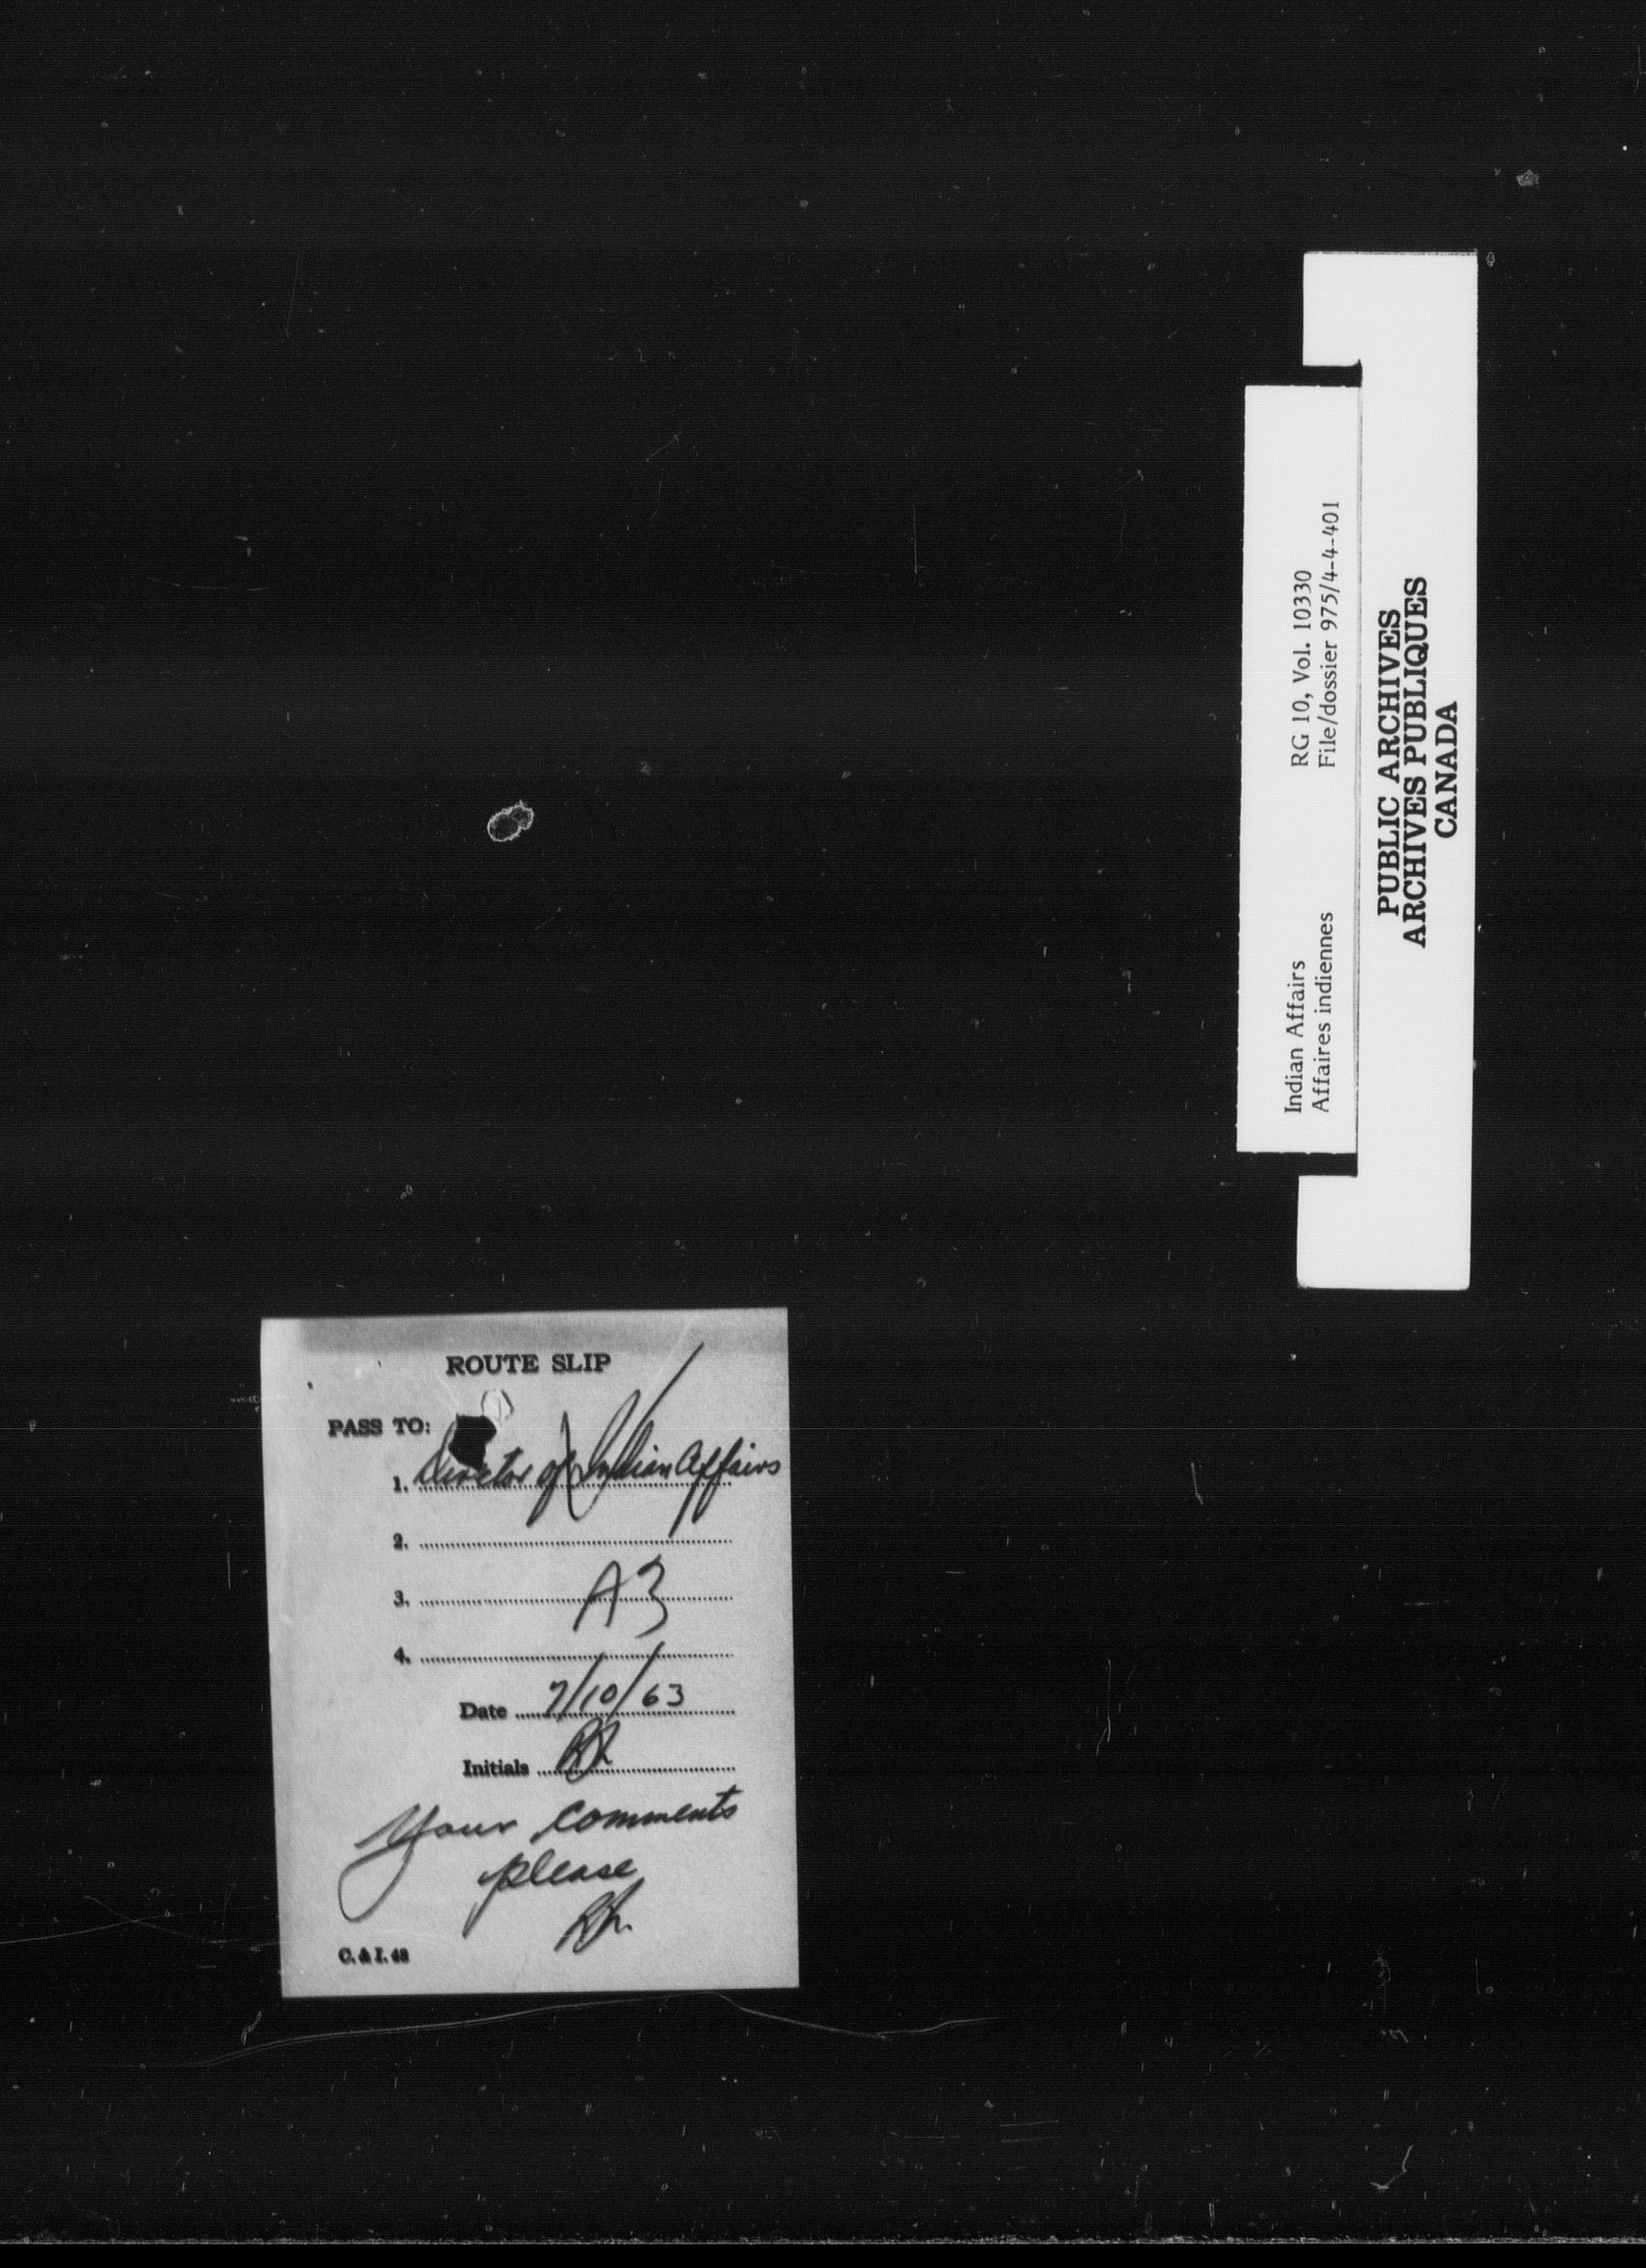 Indian Affairs
Affaires indiennes
RG 10, Vol. 10330
File/dossier 975/4-4-401
PUBLIC ARCHIVES
ARCHIVES PUBLIQUES
CANADA
ROUTE SLIP
PASS TO:
1. Director of Indian Affairs
2.
3. A3
4.
Date 7/10/63
Initials
Your comments
please
C. & I. 48